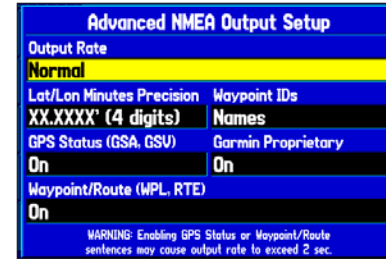 Advanced NMEA Output Setup
Output Rate
Normal
Lat/Lon Minutes Precision Waypoint IDs
XX.XXXX' (4 digits) Names
GPS Status (GSA, GSV) Garmin Proprietary
On On
Waypoint/Route (WPL, RTE)
On
WARNING: Enabling GPS Status or Waypoint/Route
sentences may cause output rate to exceed 2 sec.